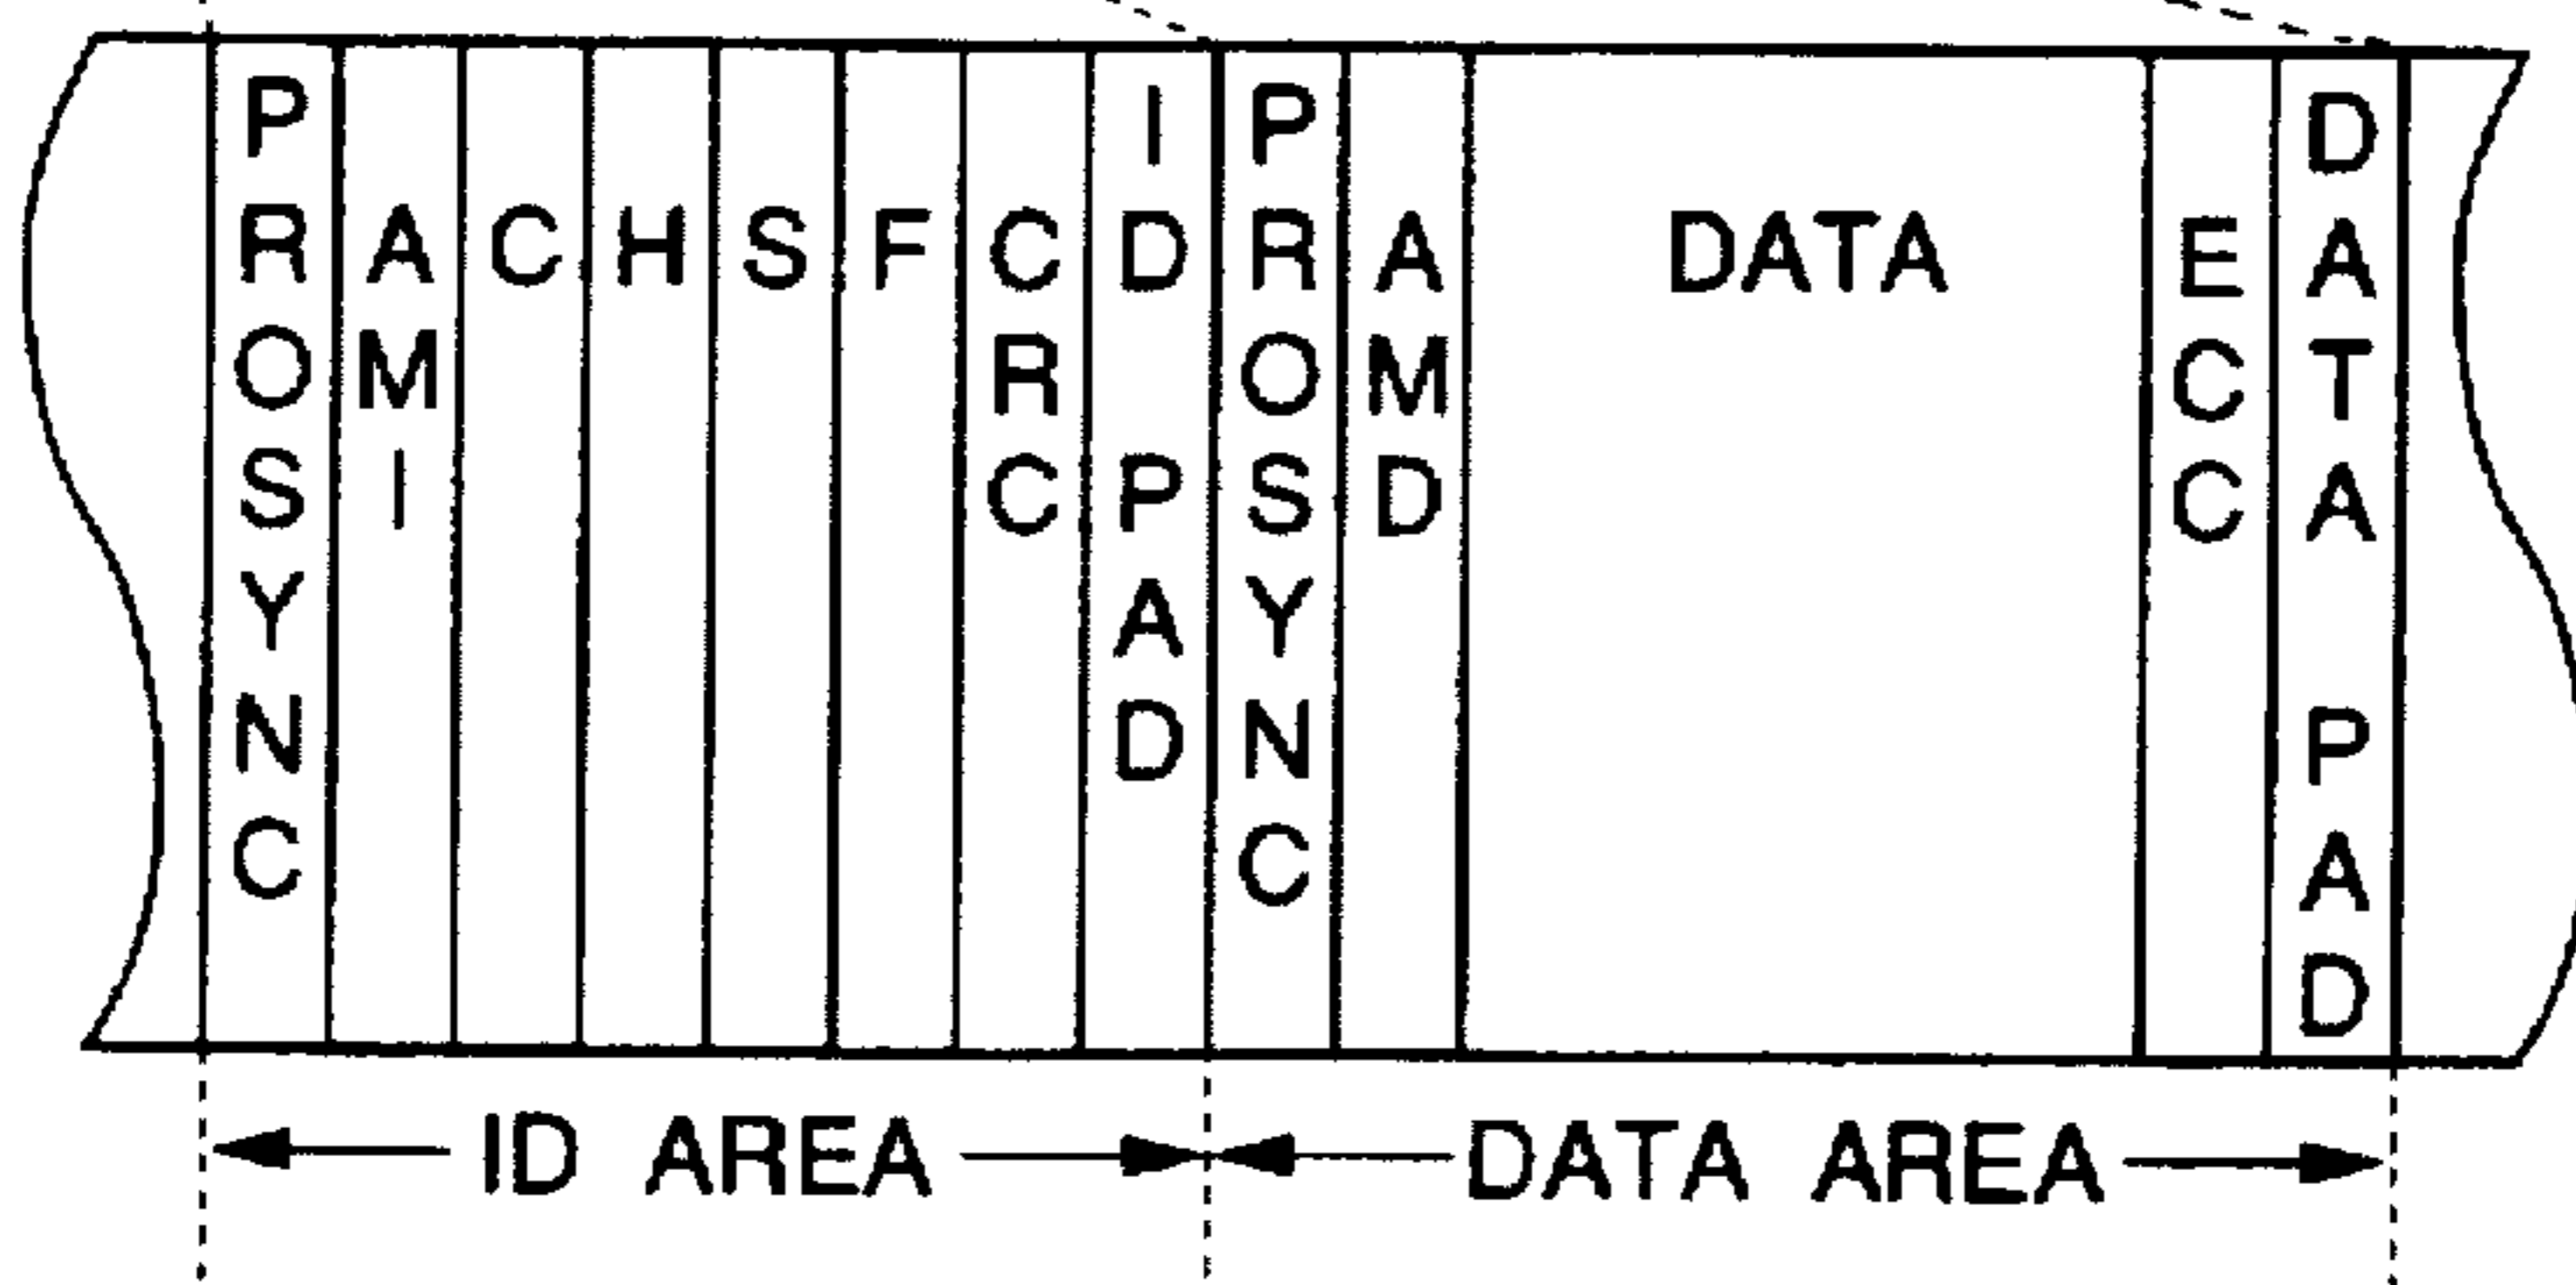 PROSYNC
AMI
C
H
S
F
CRC
ID PAD
PROSYNC
AMD
DATA
ECC
DATA PAD
ID AREA
DATA AREA